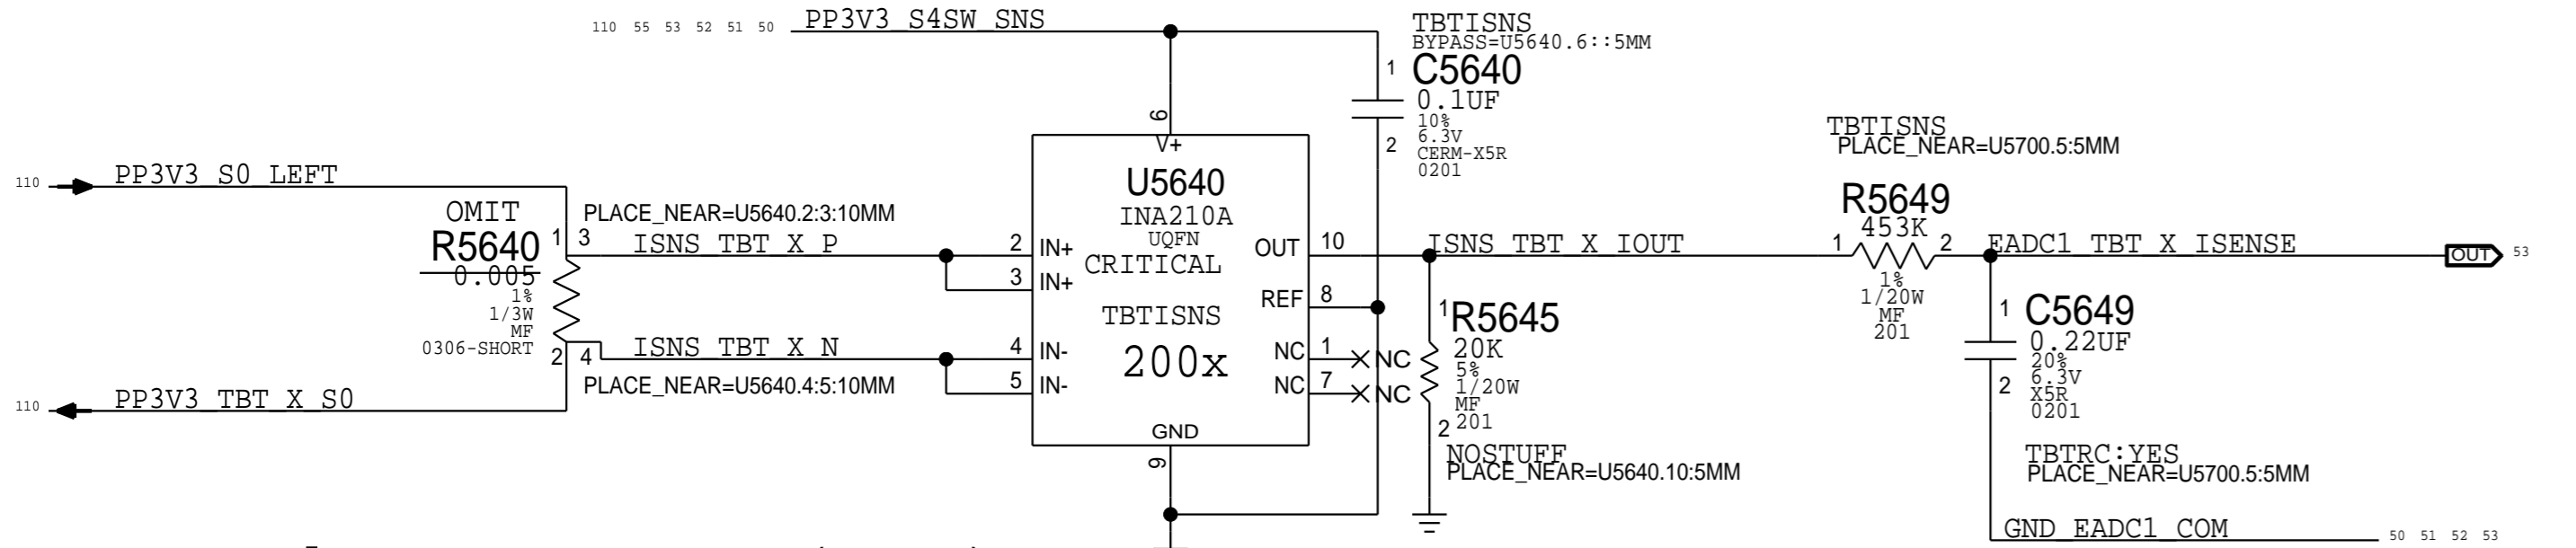 110 55 53 52 51 50 PP3V3_S4SW_SNS
TBTISNS
BYPASS=U5640.6::5MM
1 C5640
0.1UF
10%
6.3V
2 CERM-X5R
0201
6
V+
TBTISNS
PLACE_NEAR=U5700.5:5MM
110 PP3V3_S0_LEFT
OMIT
R5640
0.005
1%
1/3W
MF
0306-SHORT
1 3
2 4
PLACE_NEAR=U5640.2:3:10MM
ISNS_TBT_X_P
ISNS_TBT_X_N
PLACE_NEAR=U5640.4:5:10MM
110 PP3V3_TBT_X_S0
U5640
INA210A
UQFN
CRITICAL
TBTISNS
200x
2 IN+
3 IN+
4 IN-
5 IN-
OUT 10
REF 8
NC 1 NC
NC 7 NC
GND
9
ISNS_TBT_X_IOUT
1 R5645
20K
5%
1/20W
MF
201
2
NOSTUFF
PLACE_NEAR=U5640.10:5MM
R5649
453K
1 2
1%
1/20W
MF
201
EADC1_TBT_X_ISENSE
OUT 53
1 C5649
0.22UF
20%
6.3V
2 X5R
0201
TBTRC:YES
PLACE_NEAR=U5700.5:5MM
GND_EADC1_COM 50 51 52 53